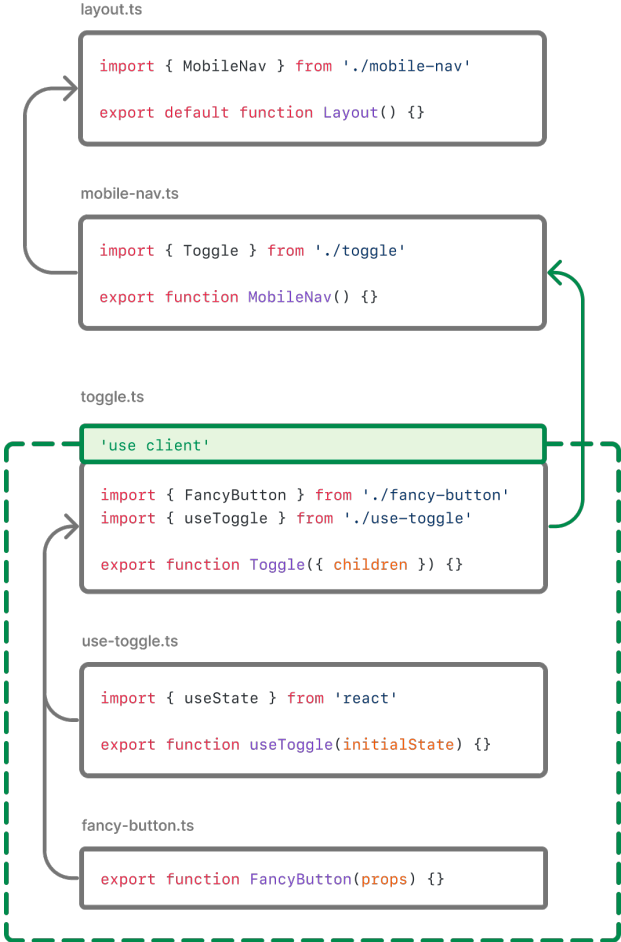 layout.ts
import { MobileNav } from './mobile-nav'
export default function Layout() {}
mobile-nav.ts
import { Toggle } from './toggle'
export function MobileNav() {}
toggle.ts
'use client'
import { FancyButton } from './fancy-button'
import { useToggle } from './use-toggle'
export function Toggle({ children }) {}
use-toggle.ts
import { useState } from 'react'
export function useToggle(initialState) {}
fancy-button.ts
export function FancyButton(props) {}